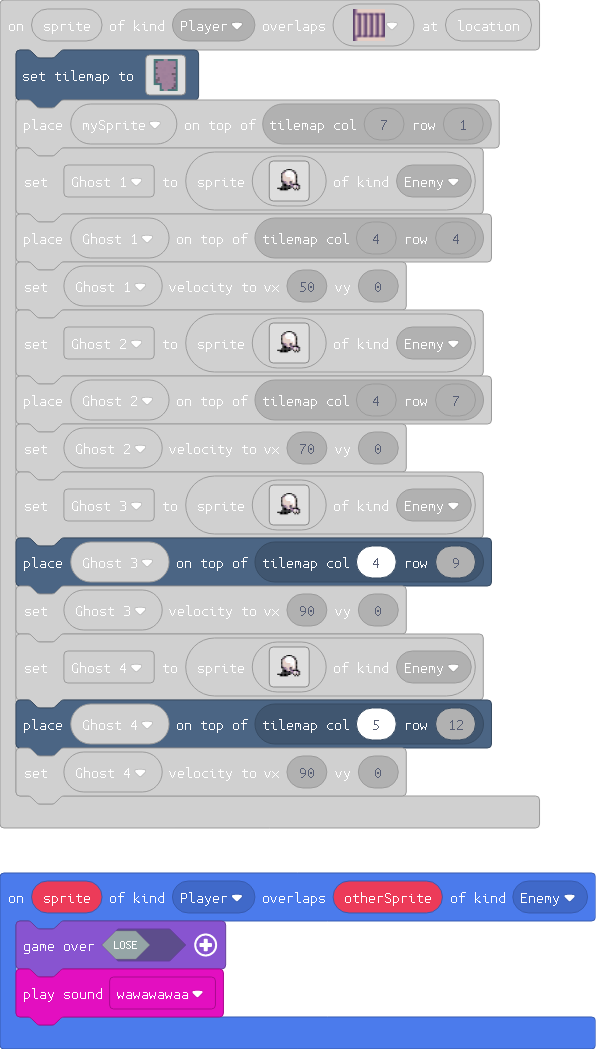 on sprite of kind Player overlaps at location
set tilemap to
place mySprite on top of tilemap col 7 row 1
set Ghost 1 to sprite of kind Enemy
place Ghost 1 on top of tilemap col 4 row 4
set Ghost 1 velocity to vx 50 vy 0
set Ghost 2 to sprite of kind Enemy
place Ghost 2 on top of tilemap col 4 row 7
set Ghost 2 velocity to vx 70 vy 0
set Ghost 3 to sprite of kind Enemy
place Ghost 3 on top of tilemap col 4 row 9
set Ghost 3 velocity to vx 90 vy 0
set Ghost 4 to sprite of kind Enemy
place Ghost 4 on top of tilemap col 5 row 12
set Ghost 4 velocity to vx 90 vy 0
on sprite of kind Player overlaps otherSprite of kind Enemy
game over LOSE
play sound wawawawaa